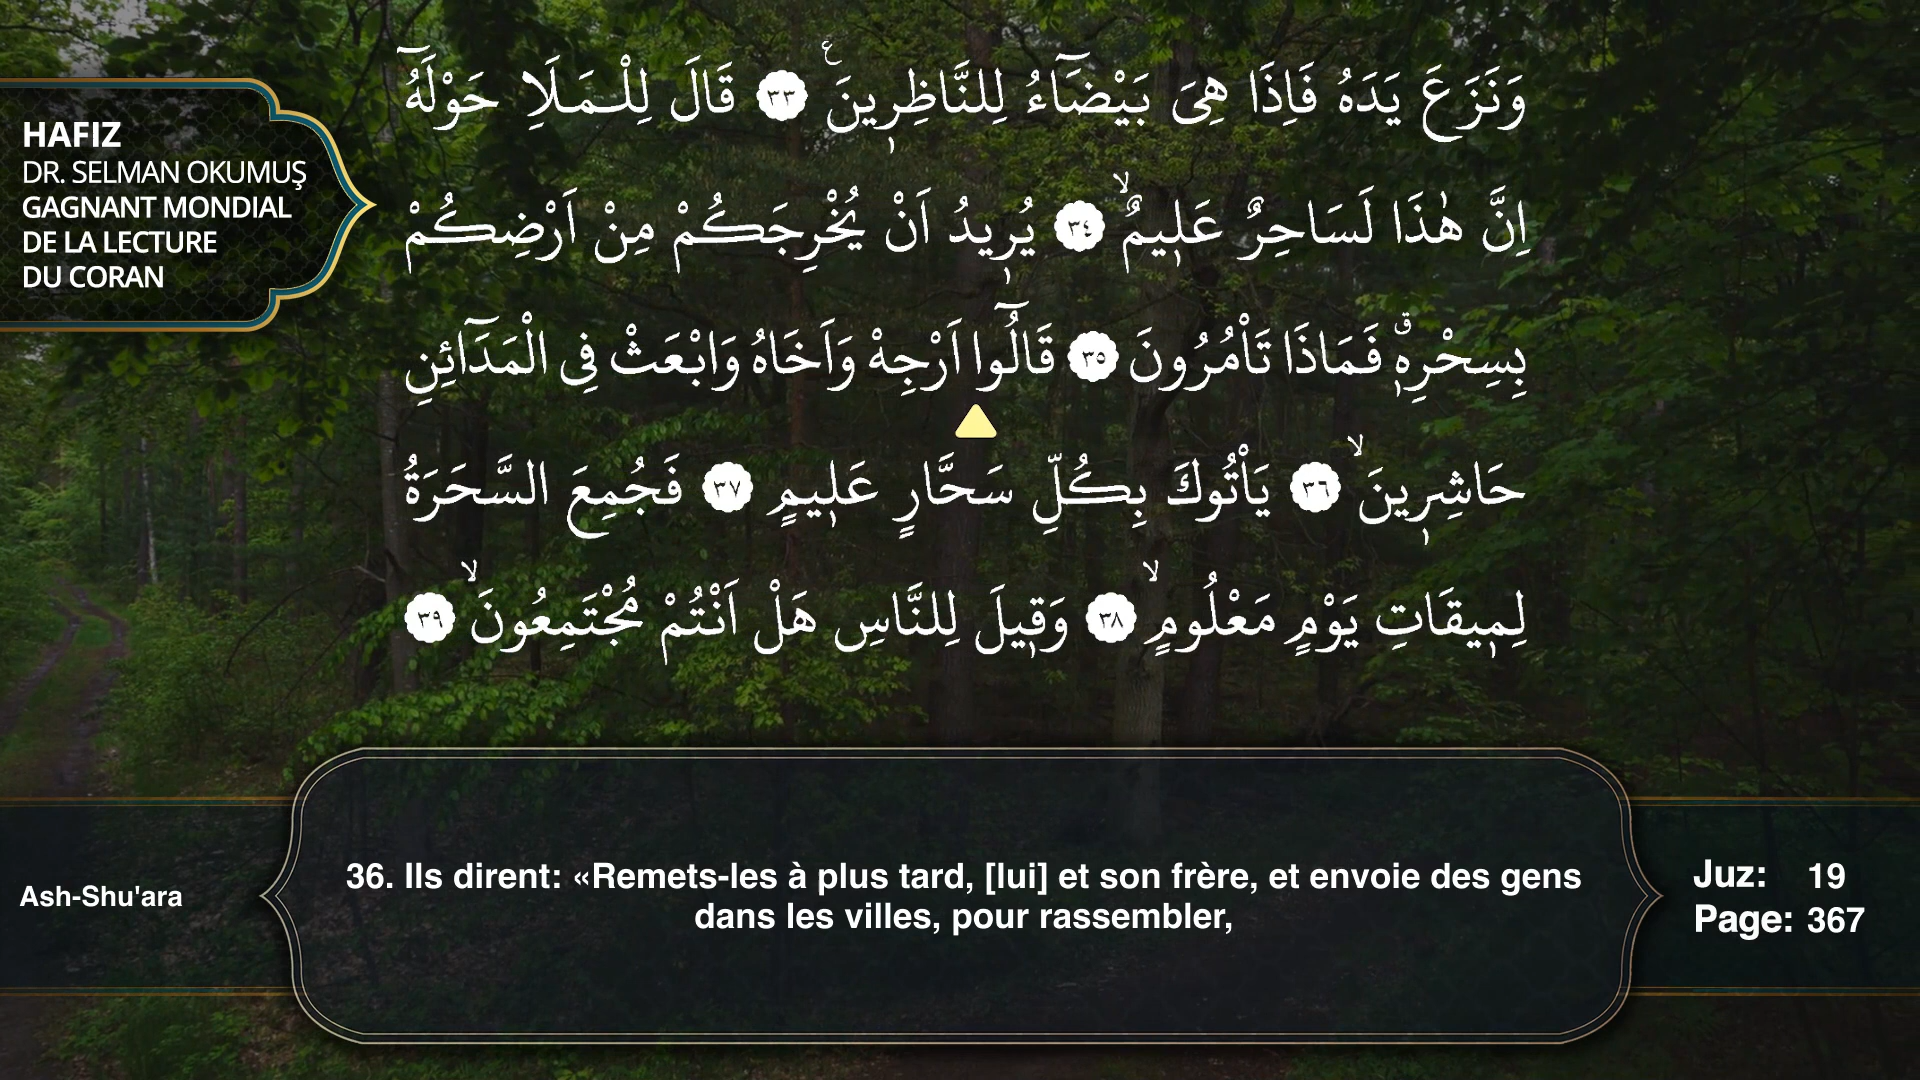 وَنَزَعَ يَدَهُ فَاِذَا هِىَ بَيْضَٓاءُ لِلنَّاظِر۪ينَۚ ﴿٣٣﴾ قَالَ لِلْمَلَاِ حَوْلَهُٓ
اِنَّ هٰذَا لَسَاحِرٌ عَل۪يمٌۙ ﴿٣٤﴾ يُر۪يدُ اَنْ يُخْرِجَكُمْ مِنْ اَرْضِكُمْ
بِسِحْرِه۪ۗ فَمَاذَا تَأْمُرُونَ ﴿٣٥﴾ قَالُٓوا اَرْجِهْ وَاَخَاهُ وَابْعَثْ فِى الْمَدَٓائِنِ
حَاشِر۪ينَۙ ﴿٣٦﴾ يَأْتُوكَ بِكُلِّ سَحَّارٍ عَل۪يمٍ ﴿٣٧﴾ فَجُمِعَ السَّحَرَةُ
لِم۪يقَاتِ يَوْمٍ مَعْلُومٍۙ ﴿٣٨﴾ وَق۪يلَ لِلنَّاسِ هَلْ اَنْتُمْ مُجْتَمِعُونَۙ ﴿٣٩﴾
HAFIZ
DR. SELMAN OKUMUŞ
GAGNANT MONDIAL
DE LA LECTURE
DU CORAN
Ash-Shu'ara
36. Ils dirent: «Remets-les à plus tard, [lui] et son frère, et envoie des gens
dans les villes, pour rassembler,
Juz: 19
Page: 367